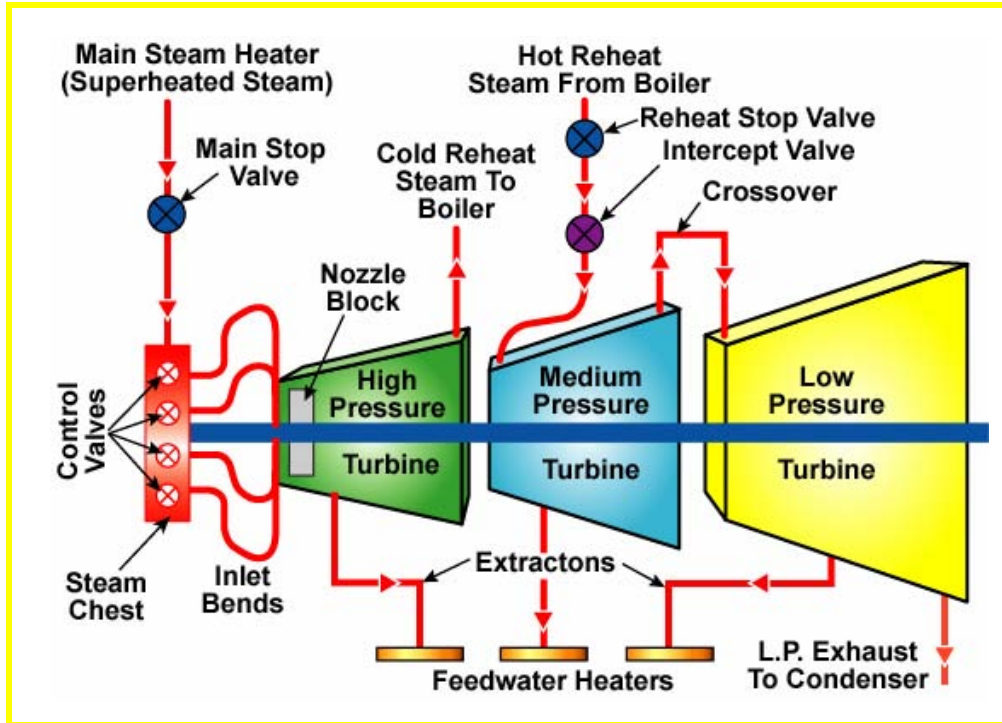 Main Steam Heater
(Superheated Steam)
Hot Reheat
Steam From Boiler
Reheat Stop Valve
Intercept Valve
Main Stop
Valve
Cold Reheat
Steam To
Boiler
Crossover
Nozzle
Block
Control
Valves
High
Pressure
Turbine
Medium
Pressure
Turbine
Low
Pressure
Turbine
Steam
Chest
Inlet
Bends
Extractons
Feedwater Heaters
L.P. Exhaust
To Condenser